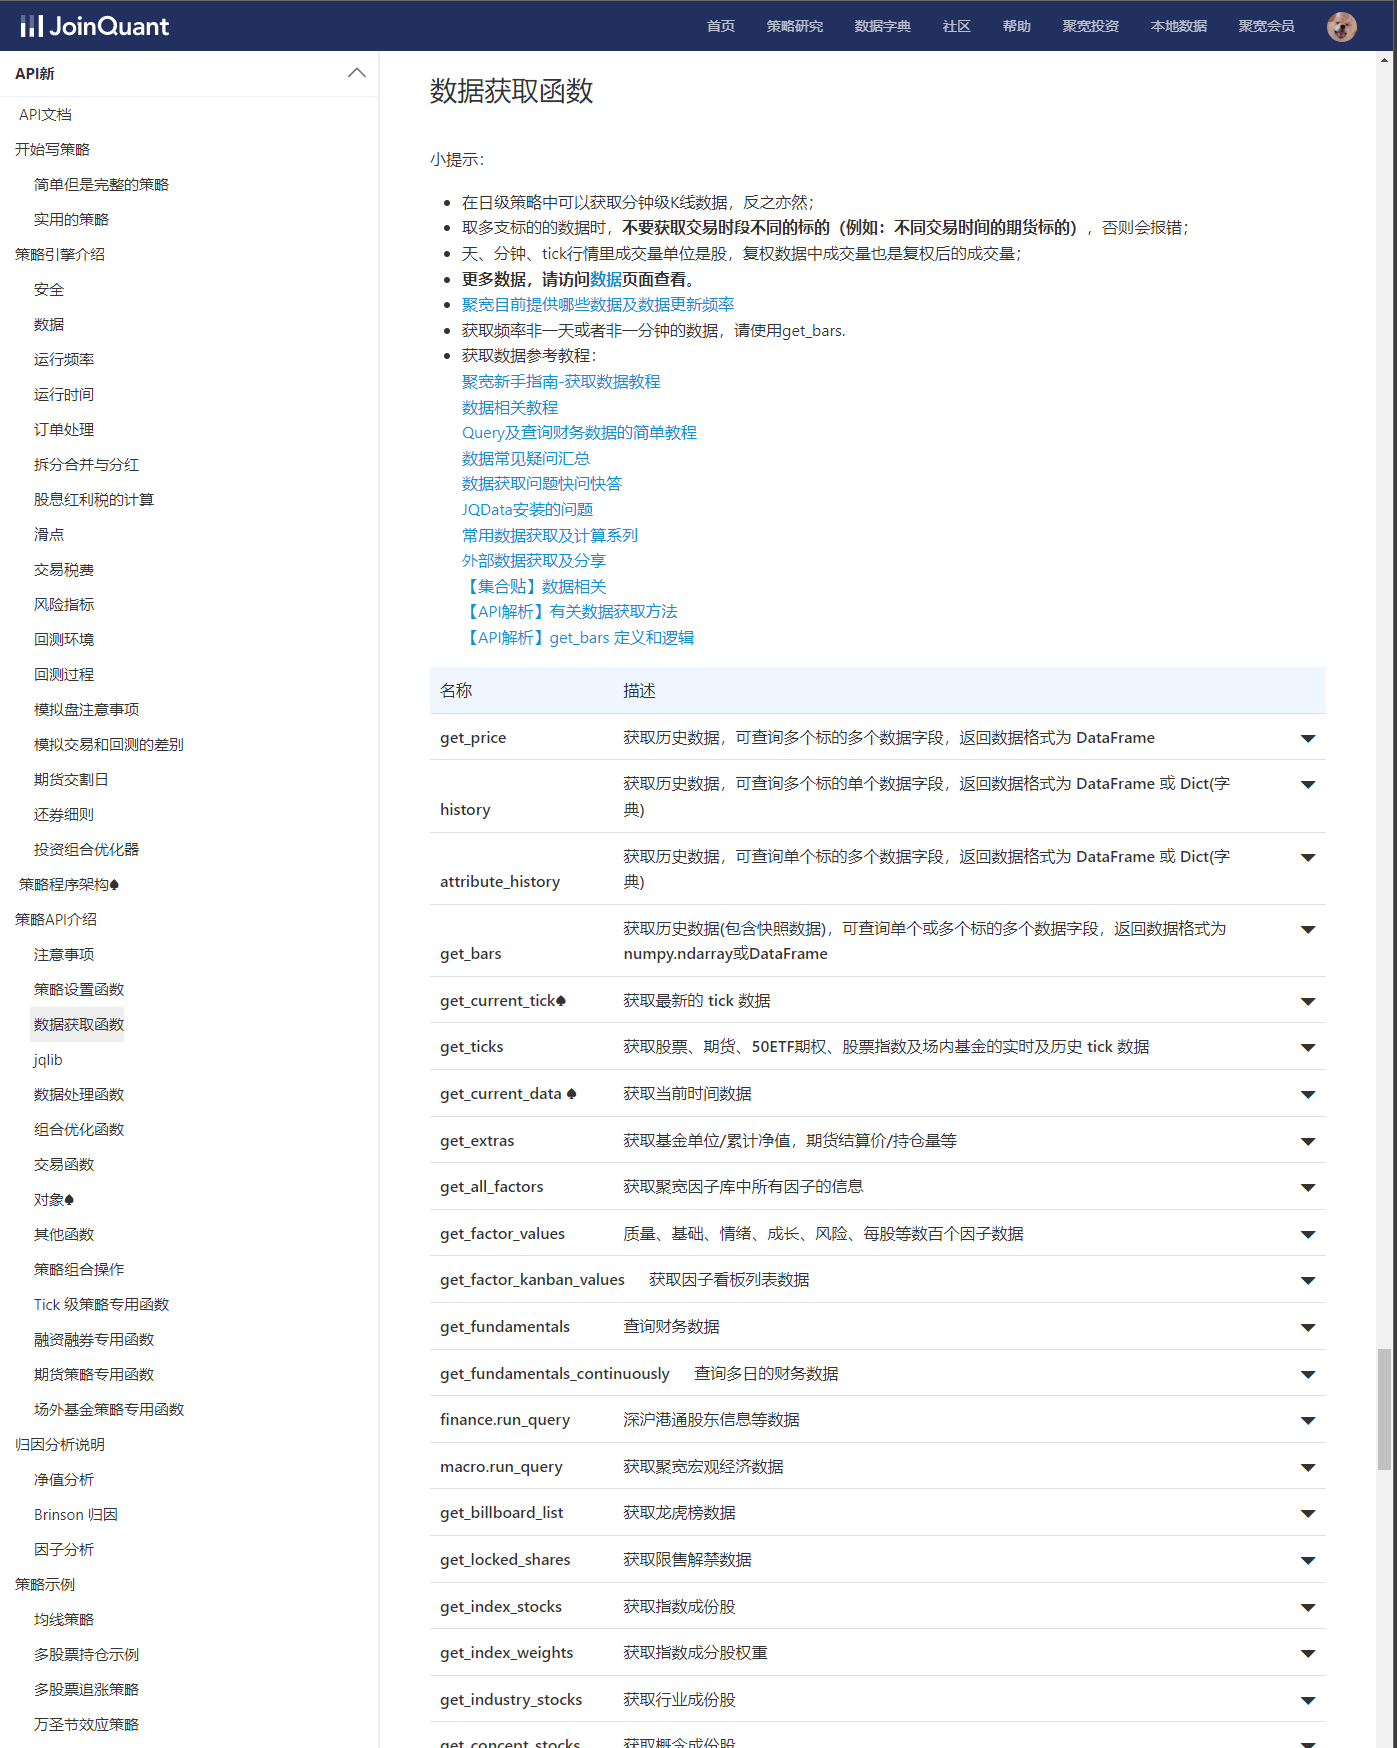 JoinQuant
首页 策略研究 数据字典 社区 帮助 聚宽投资 本地数据 聚宽会员
API新
API文档
开始写策略
简单但是完整的策略
实用的策略
策略引擎介绍
安全
数据
运行频率
运行时间
订单处理
拆分合并与分红
股息红利税的计算
滑点
交易税费
风险指标
回测环境
回测过程
模拟盘注意事项
模拟交易和回测的差别
期货交割日
还券细则
投资组合优化器
策略程序架构♠
策略API介绍
注意事项
策略设置函数
数据获取函数
jqlib
数据处理函数
组合优化函数
交易函数
对象♠
其他函数
策略组合操作
Tick 级策略专用函数
融资融券专用函数
期货策略专用函数
场外基金策略专用函数
归因分析说明
净值分析
Brinson 归因
因子分析
策略示例
均线策略
多股票持仓示例
多股票追涨策略
万圣节效应策略
数据获取函数
小提示：
在日级策略中可以获取分钟级K线数据，反之亦然；
取多支标的的数据时，不要获取交易时段不同的标的（例如：不同交易时间的期货标的），否则会报错；
天、分钟、tick行情里成交量单位是股，复权数据中成交量也是复权后的成交量；
更多数据，请访问数据页面查看。
聚宽目前提供哪些数据及数据更新频率
获取频率非一天或者非一分钟的数据，请使用get_bars.
获取数据参考教程：
聚宽新手指南-获取数据教程
数据相关教程
Query及查询财务数据的简单教程
数据常见疑问汇总
数据获取问题快问快答
JQData安装的问题
常用数据获取及计算系列
外部数据获取及分享
【集合贴】数据相关
【API解析】有关数据获取方法
【API解析】get_bars 定义和逻辑
名称 描述
get_price 获取历史数据，可查询多个标的多个数据字段，返回数据格式为 DataFrame
history 获取历史数据，可查询多个标的单个数据字段，返回数据格式为 DataFrame 或 Dict(字
典)
attribute_history 获取历史数据，可查询单个标的多个数据字段，返回数据格式为 DataFrame 或 Dict(字
典)
get_bars 获取历史数据(包含快照数据)，可查询单个或多个标的多个数据字段，返回数据格式为
numpy.ndarray或DataFrame
get_current_tick♠ 获取最新的 tick 数据
get_ticks 获取股票、期货、50ETF期权、股票指数及场内基金的实时及历史 tick 数据
get_current_data ♠ 获取当前时间数据
get_extras 获取基金单位/累计净值，期货结算价/持仓量等
get_all_factors 获取聚宽因子库中所有因子的信息
get_factor_values 质量、基础、情绪、成长、风险、每股等数百个因子数据
get_factor_kanban_values 获取因子看板列表数据
get_fundamentals 查询财务数据
get_fundamentals_continuously 查询多日的财务数据
finance.run_query 深沪港通股东信息等数据
macro.run_query 获取聚宽宏观经济数据
get_billboard_list 获取龙虎榜数据
get_locked_shares 获取限售解禁数据
get_index_stocks 获取指数成份股
get_index_weights 获取指数成分股权重
get_industry_stocks 获取行业成份股
get_concept_stocks 获取概念成份股